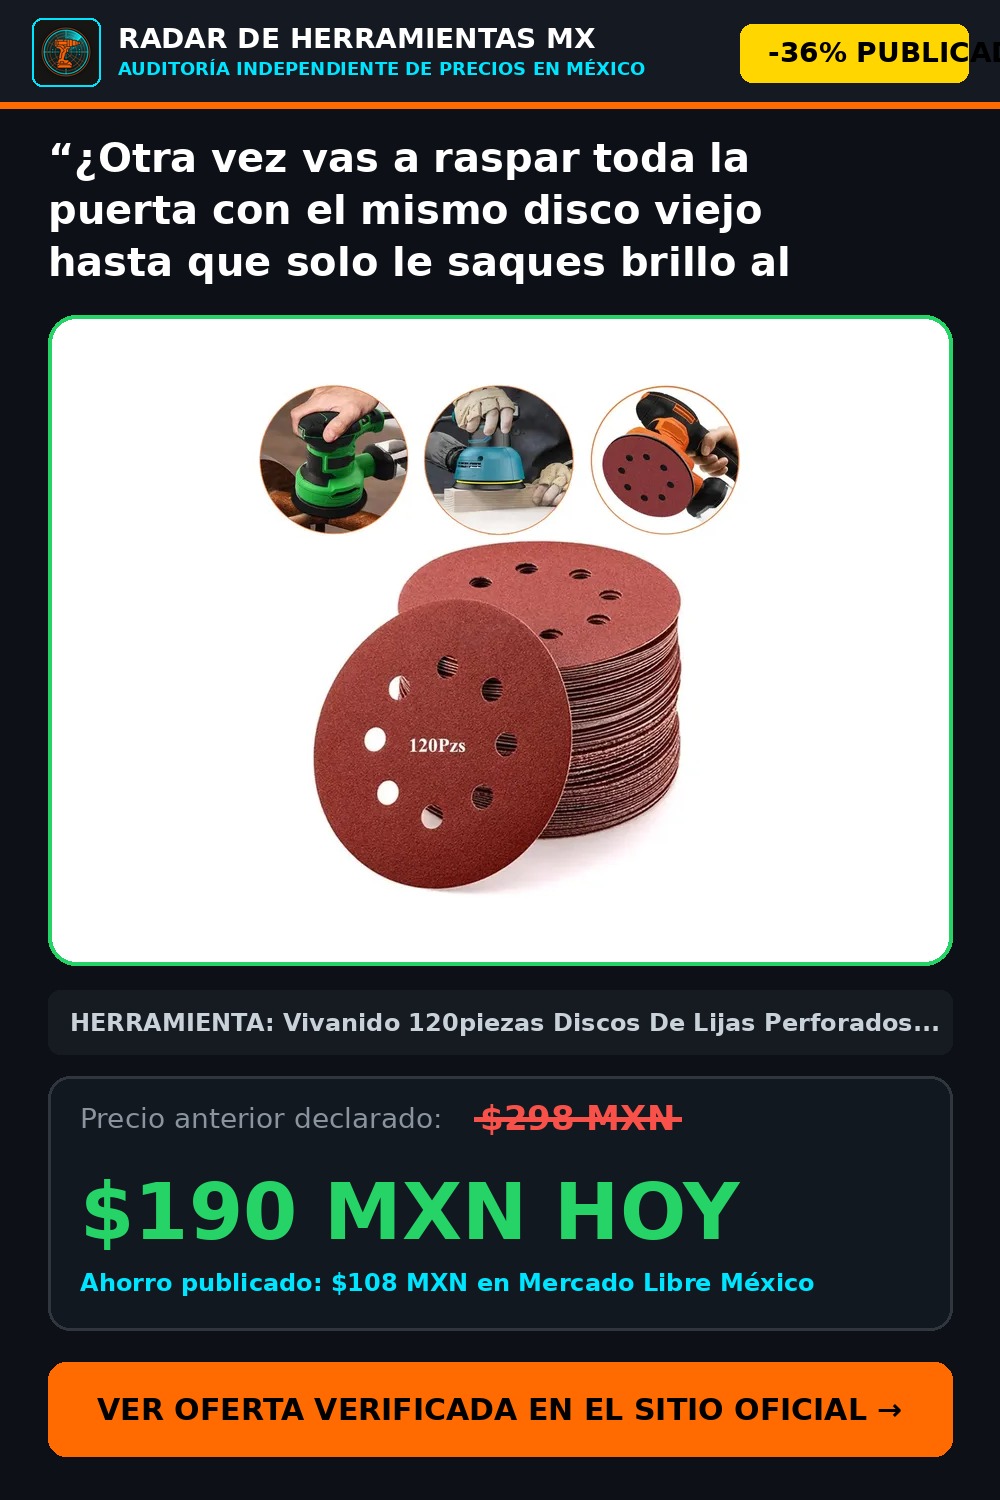 RADAR DE HERRAMIENTAS MX
AUDITORÍA INDEPENDIENTE DE PRECIOS EN MÉXICO
-36% PUBLICA
“¿Otra vez vas a raspar toda la
puerta con el mismo disco viejo
hasta que solo le saques brillo al
120Pzs
HERRAMIENTA: Vivanido 120piezas Discos De Lijas Perforados...
Precio anterior declarado: $298 MXN
$190 MXN HOY
Ahorro publicado: $108 MXN en Mercado Libre México
VER OFERTA VERIFICADA EN EL SITIO OFICIAL →